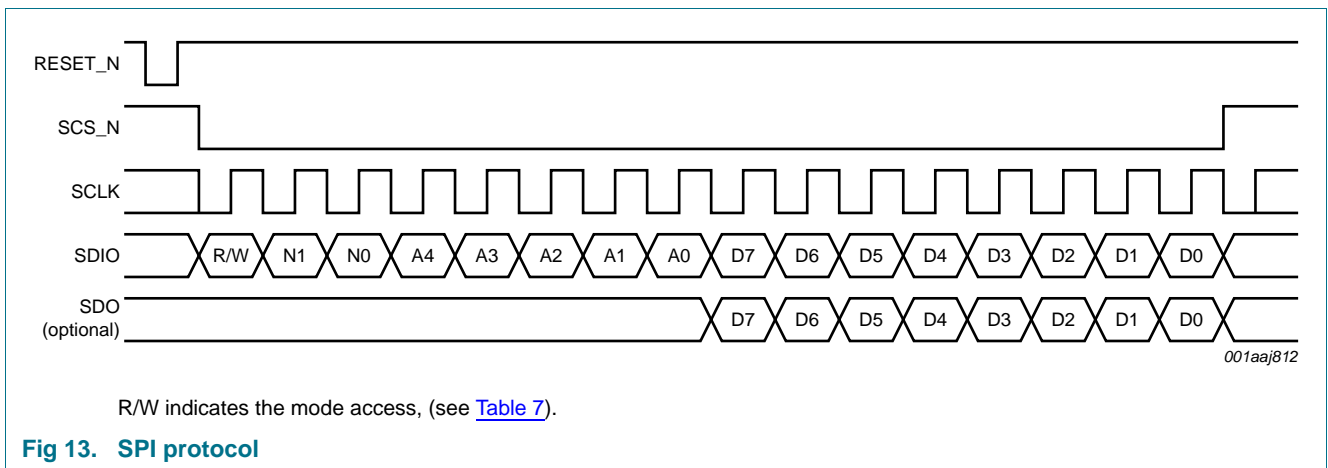 RESET_N
SCS_N
SCLK
SDIO R/W N1 N0 A4 A3 A2 A1 A0 D7 D6 D5 D4 D3 D2 D1 D0
SDO
(optional) D7 D6 D5 D4 D3 D2 D1 D0
001aaj812
R/W indicates the mode access, (see Table 7).
Fig 13. SPI protocol